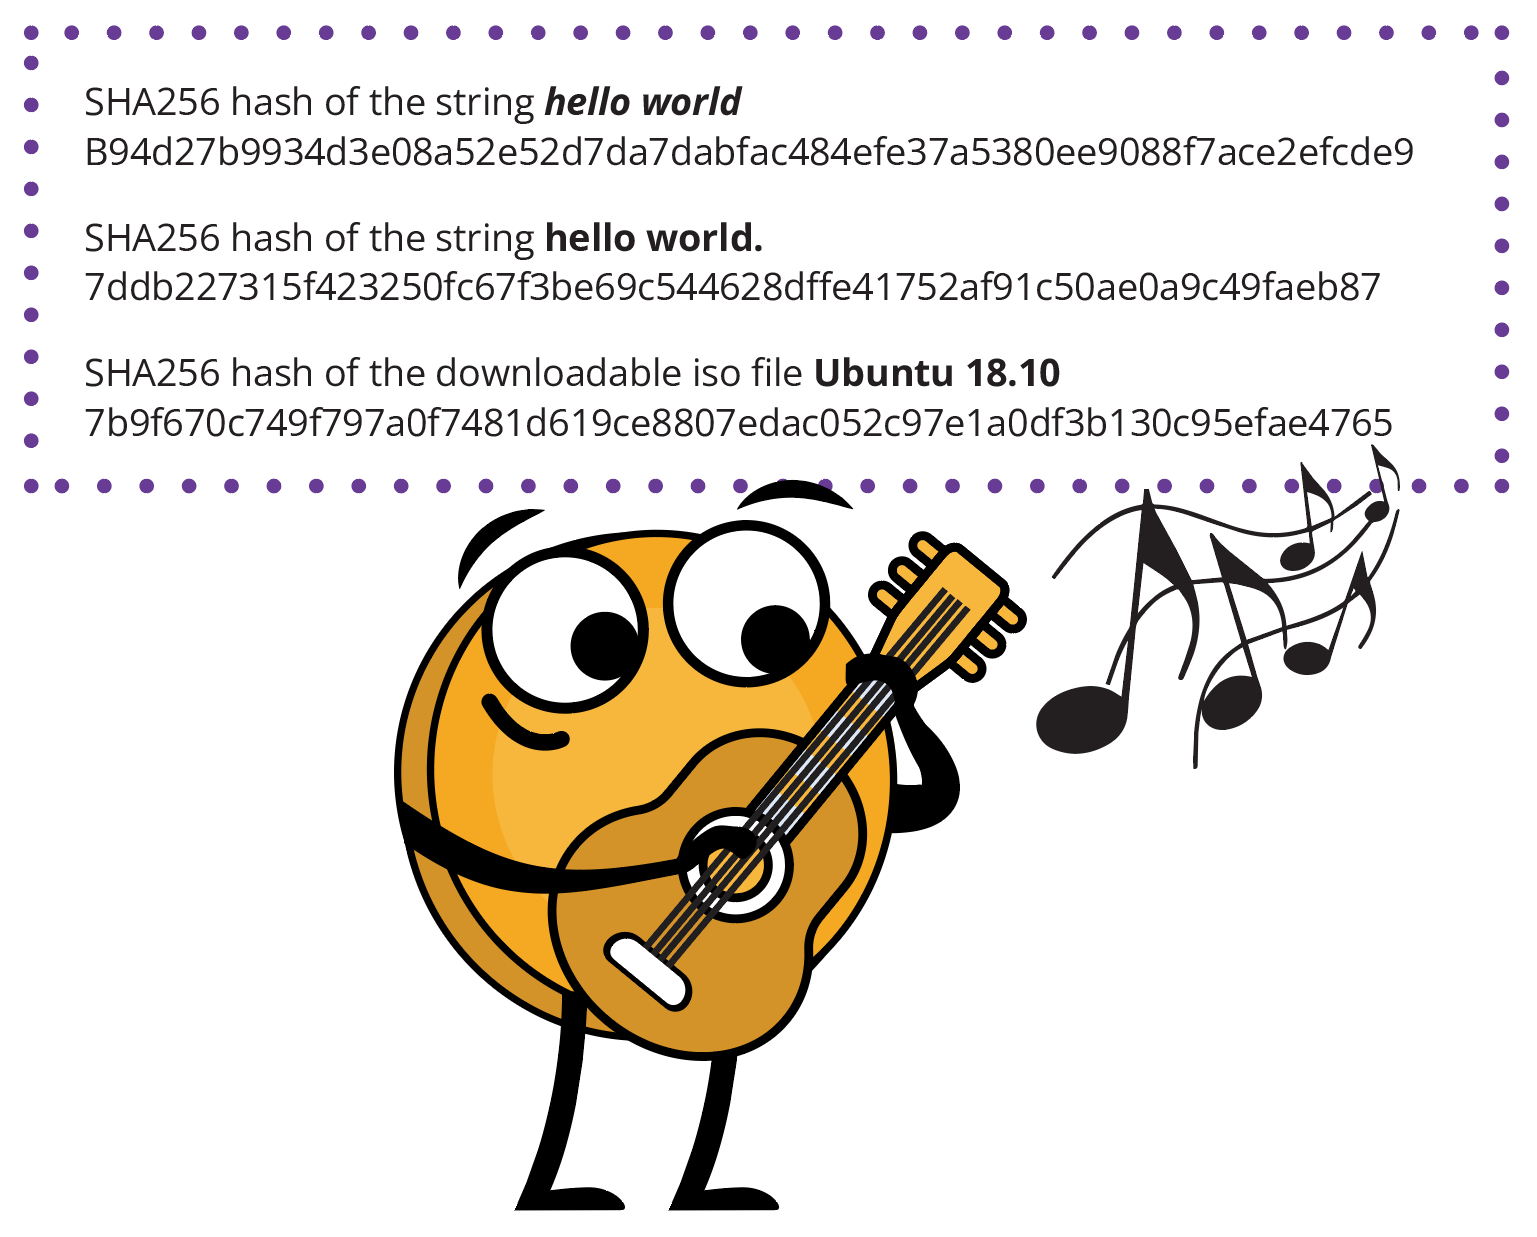 SHA256 hash of the string hello world
B94d27b9934d3e08a52e52d7da7dabfac484efe37a5380ee9088f7ace2efcde9
SHA256 hash of the string hello world.
7ddb227315f423250fc67f3be69c544628dffe41752af91c50ae0a9c49faeb87
SHA256 hash of the downloadable iso file Ubuntu 18.10
7b9f670c749f797a0f7481d619ce8807edac052c97e1a0df3b130c95efae4765